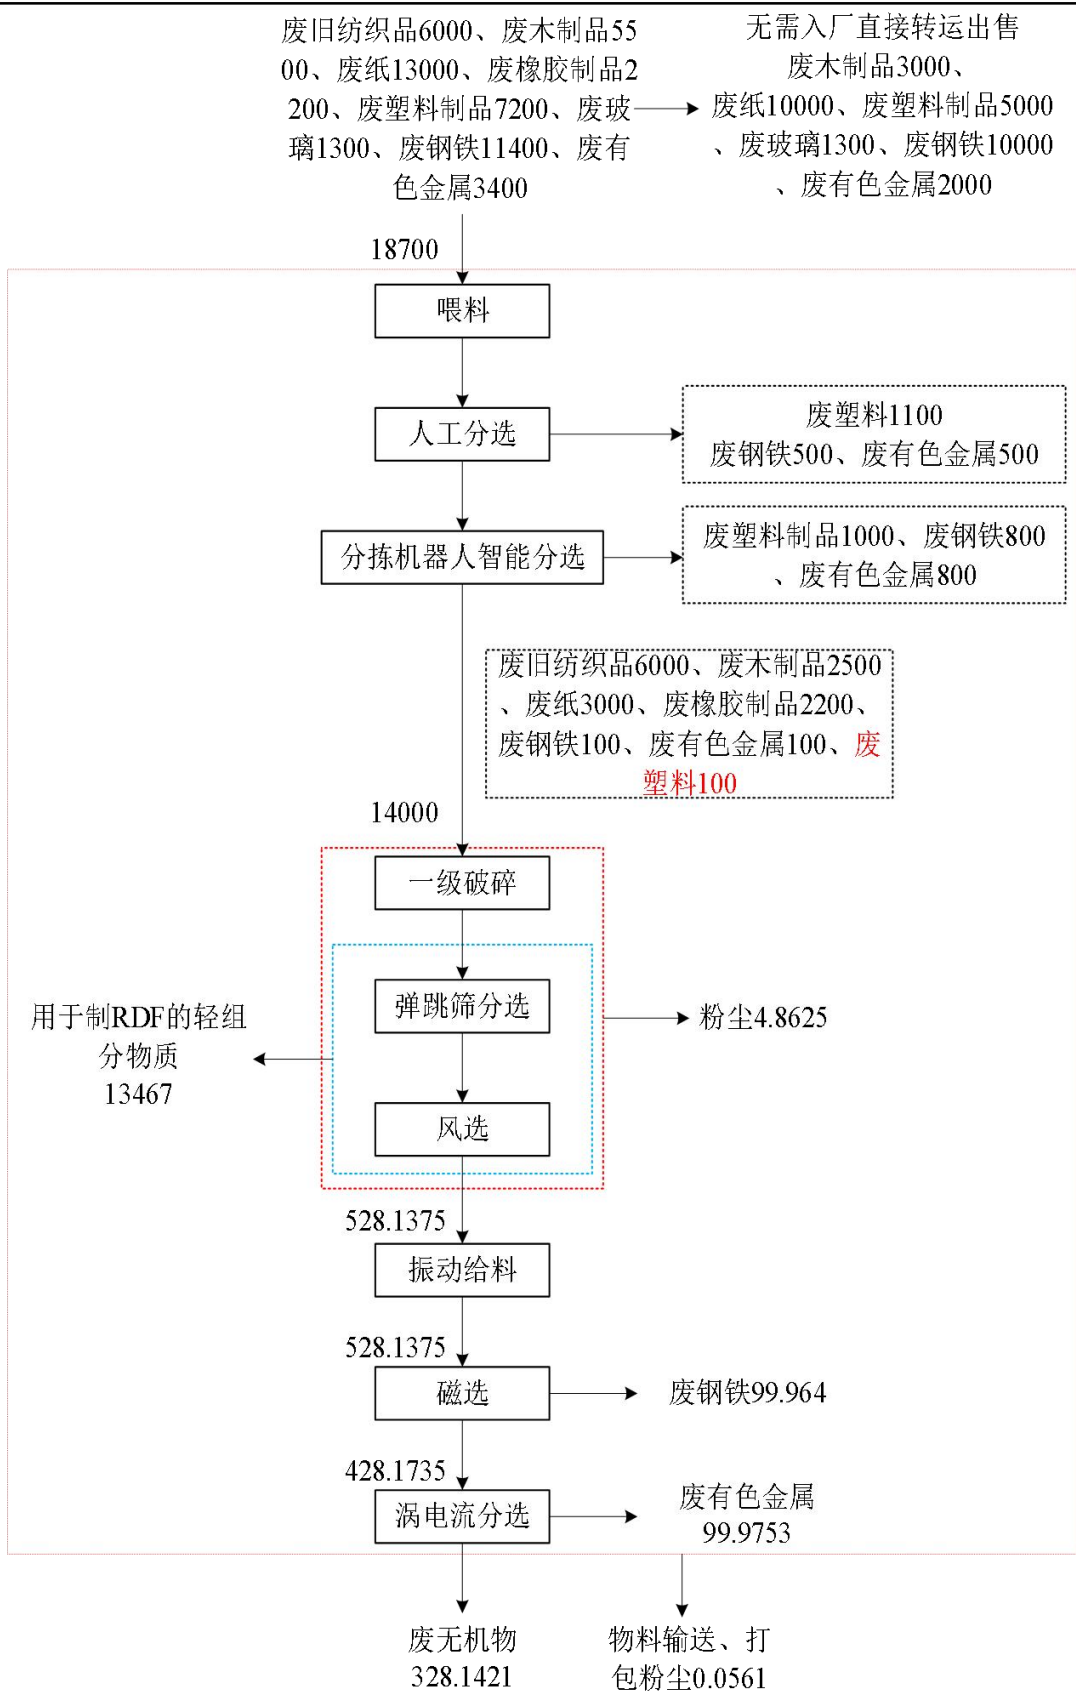 废旧纺织品6000、废木制品55
00、废纸13000、废橡胶制品2
200、废塑料制品7200、废玻
璃1300、废钢铁11400、废有
色金属3400
无需入厂直接转运出售
废木制品3000、
废纸10000、废塑料制品5000
、废玻璃1300、废钢铁10000
、废有色金属2000
18700
喂料
人工分选
废塑料1100
废钢铁500、废有色金属500
分拣机器人智能分选
废塑料制品1000、废钢铁800
、废有色金属800
废旧纺织品6000、废木制品2500
、废纸3000、废橡胶制品2200、
废钢铁100、废有色金属100、废
塑料100
14000
一级破碎
弹跳筛分选
用于制RDF的轻组
分物质
13467
粉尘4.8625
风选
528.1375
振动给料
528.1375
磁选
废钢铁99.964
428.1735
涡电流分选
废有色金属
99.9753
废无机物
328.1421
物料输送、打
包粉尘0.0561